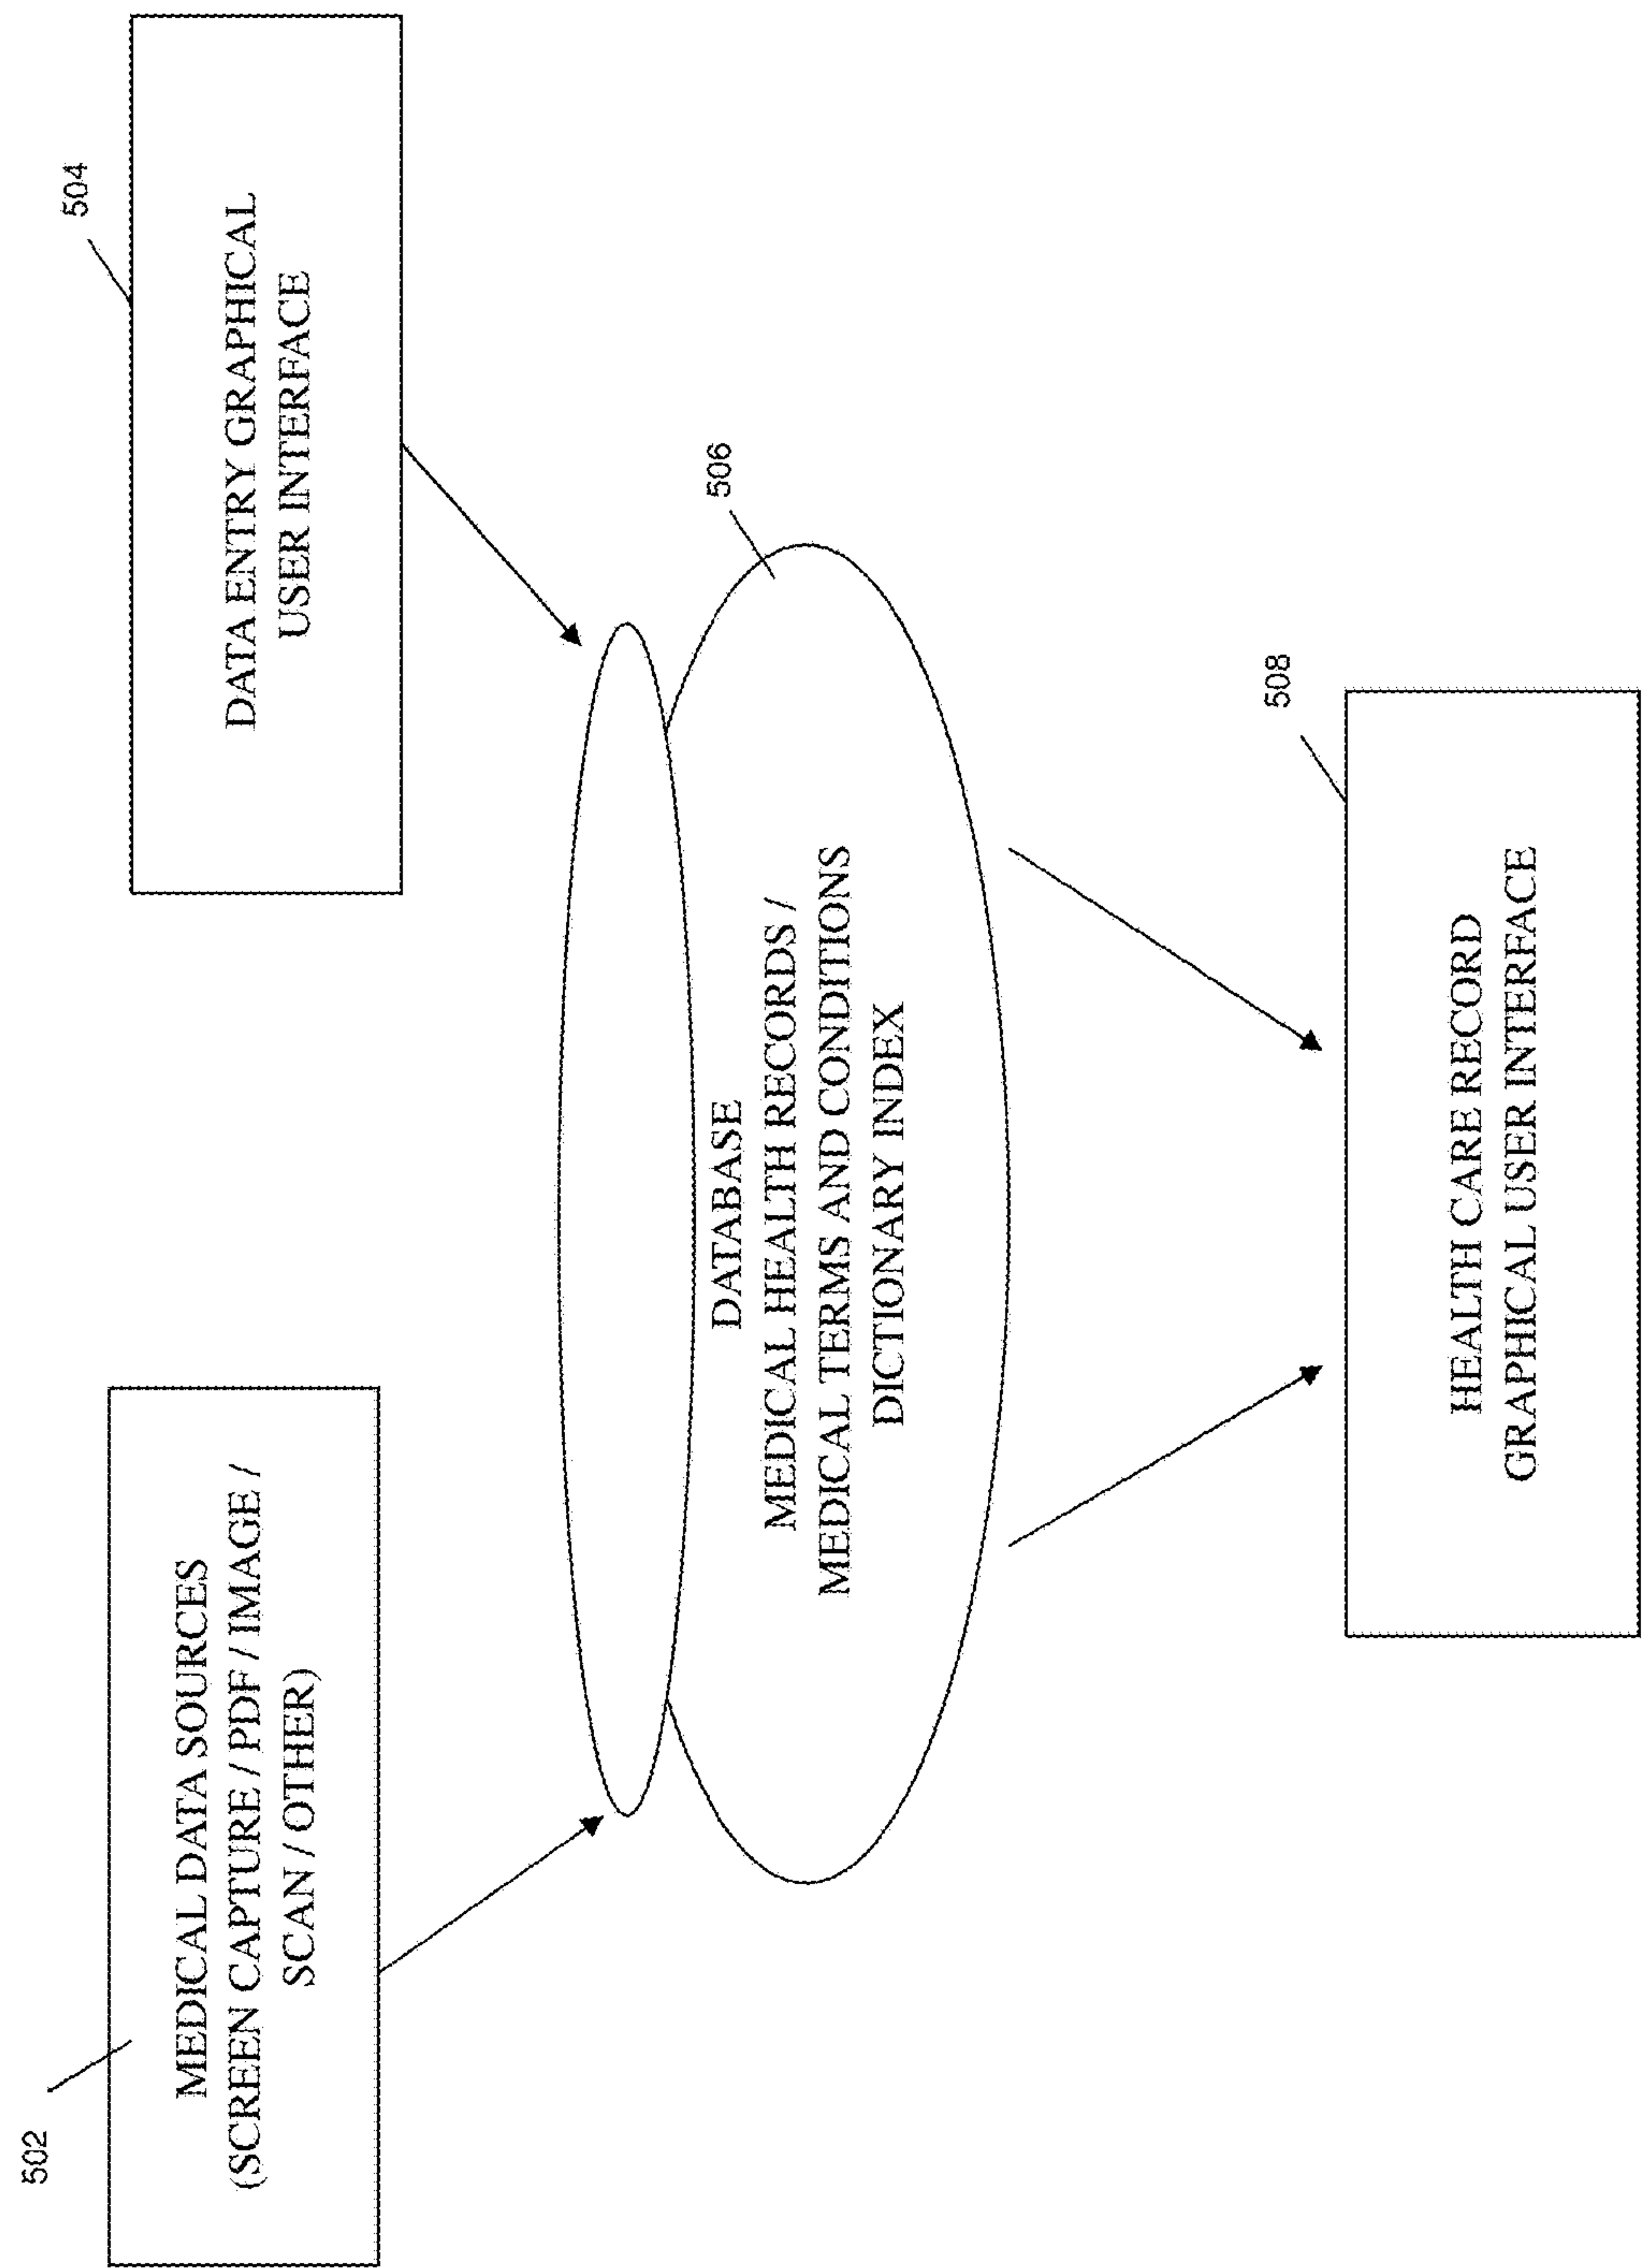 502
MEDICAL DATA SOURCES
(SCREEN CAPTURE / PDF / IMAGE /
SCAN / OTHER)
504
DATA ENTRY GRAPHICAL
USER INTERFACE
506
DATABASE
MEDICAL HEALTH RECORDS /
MEDICAL TERMS AND CONDITIONS
DICTIONARY INDEX
508
HEALTH CARE RECORD
GRAPHICAL USER INTERFACE